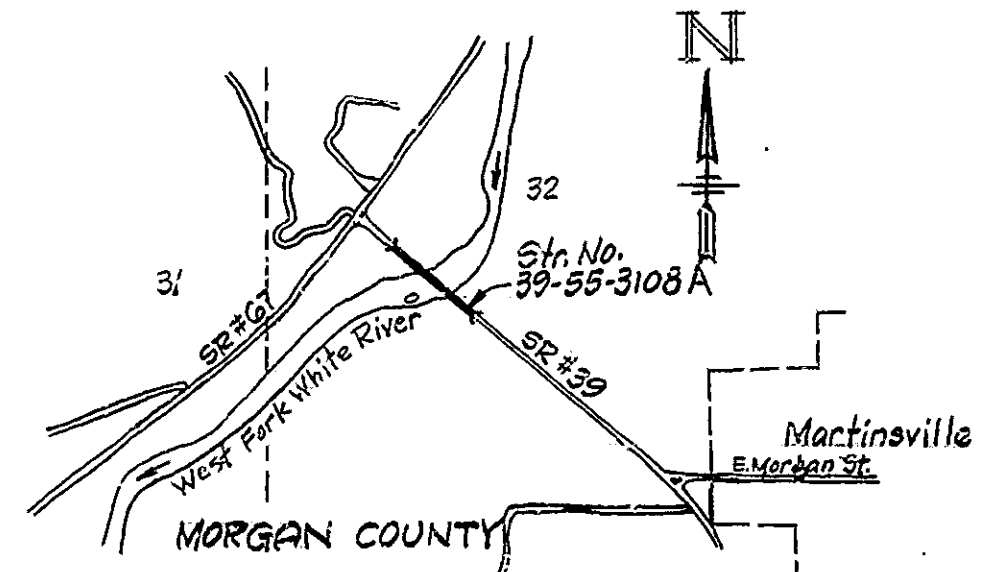 N
32
Str. No.
39-55-3108 A
31
SR #67
West Fork White River
SR #39
Martinsville
E. Morgan St.
MORGAN COUNTY